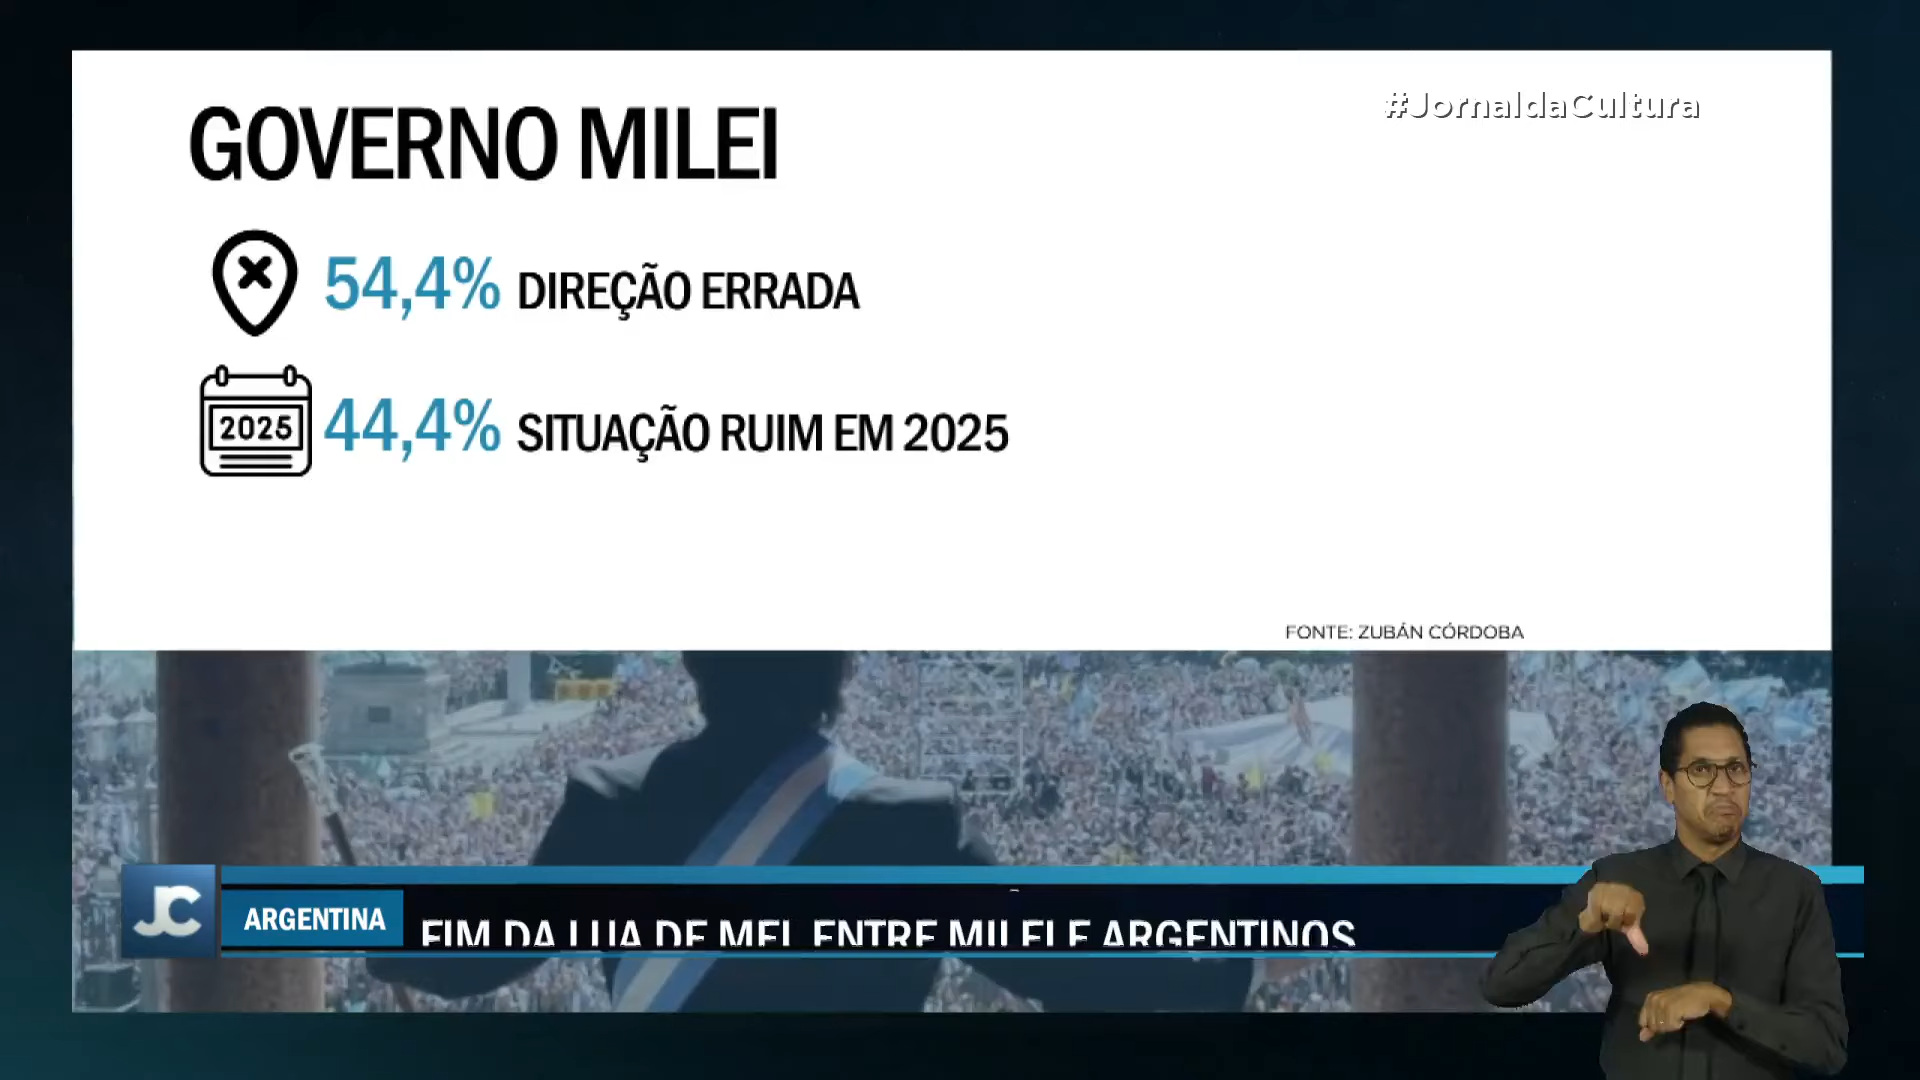 GOVERNO MILEI
#JornaldaCultura
54,4% DIREÇÃO ERRADA
2025
44,4% SITUAÇÃO RUIM EM 2025
FONTE: ZUBÁN CÓRDOBA
JC
ARGENTINA
FIM DA LUA DE MEL ENTRE MILEI E ARGENTINOS